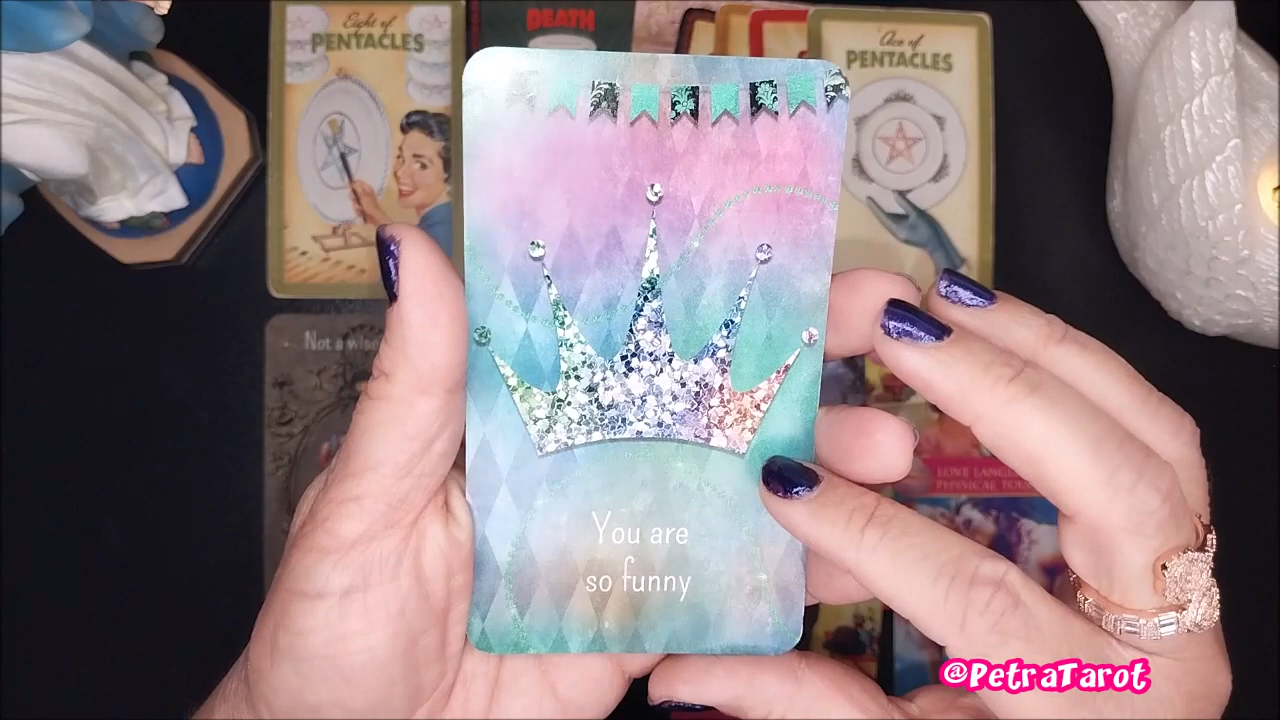 Eight of
PENTACLES
DEATH
Ace of
PENTACLES
Not a wise
LOVE LANG
PHYSICAL TOU
You are
so funny
@PetraTarot